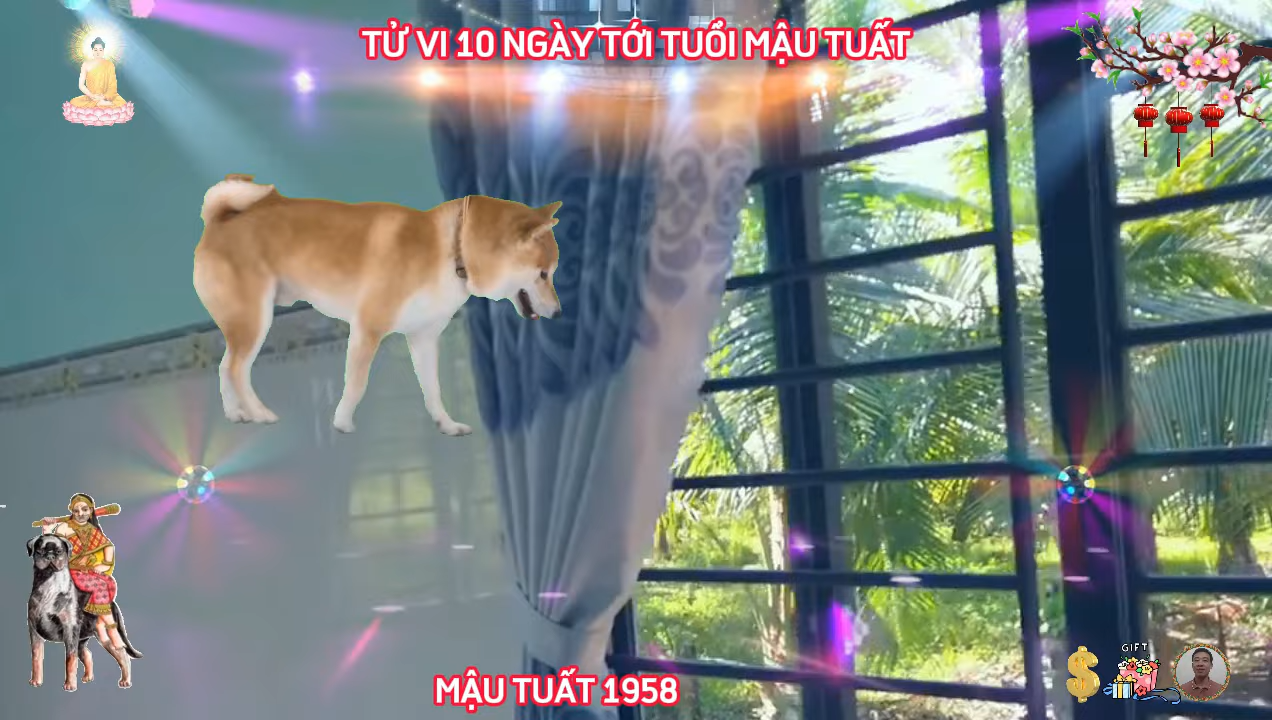 TỬ VI 10 NGÀY TỚI TUỔI MẬU TUẤT
GIFT
MẬU TUẤT 1958